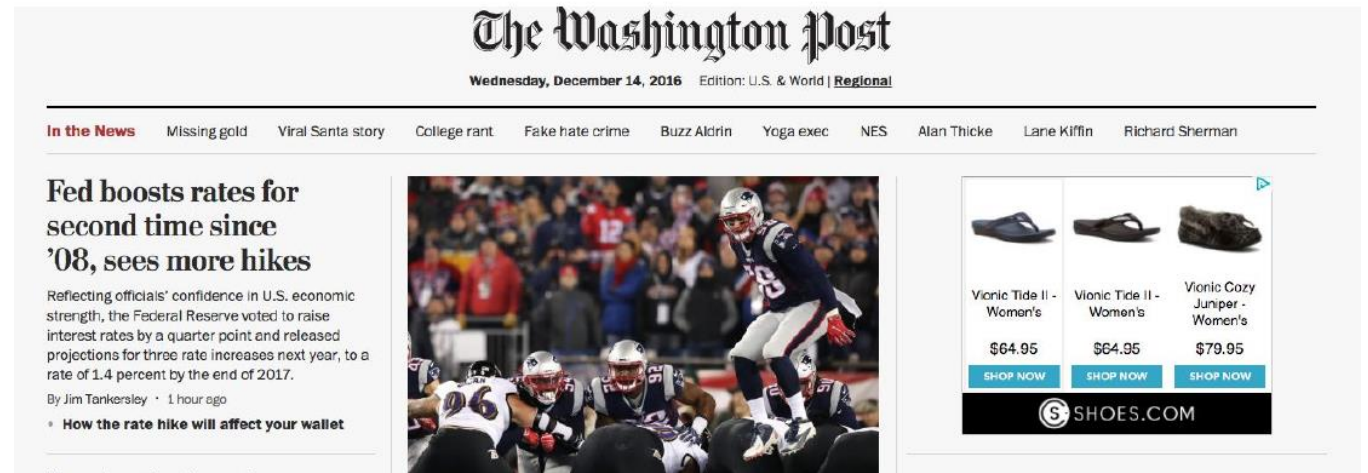 The Washington Post
Wednesday, December 14, 2016 Edition: U.S. & World | Regional
In the News Missing gold Viral Santa story College rant Fake hate crime Buzz Aldrin Yoga exec NES Alan Thicke Lane Kiffin Richard Sherman
Fed boosts rates for
second time since
’08, sees more hikes
Reflecting officials’ confidence in U.S. economic
strength, the Federal Reserve voted to raise
interest rates by a quarter point and released
projections for three rate increases next year, to a
rate of 1.4 percent by the end of 2017.
By Jim Tankersley • 1 hour ago
• How the rate hike will affect your wallet
12
58
96
92
Vionic Tide II -
Women's
$64.95
SHOP NOW
Vionic Tide II -
Women's
$64.95
SHOP NOW
Vionic Cozy
Juniper -
Women's
$79.95
SHOP NOW
S SHOES.COM